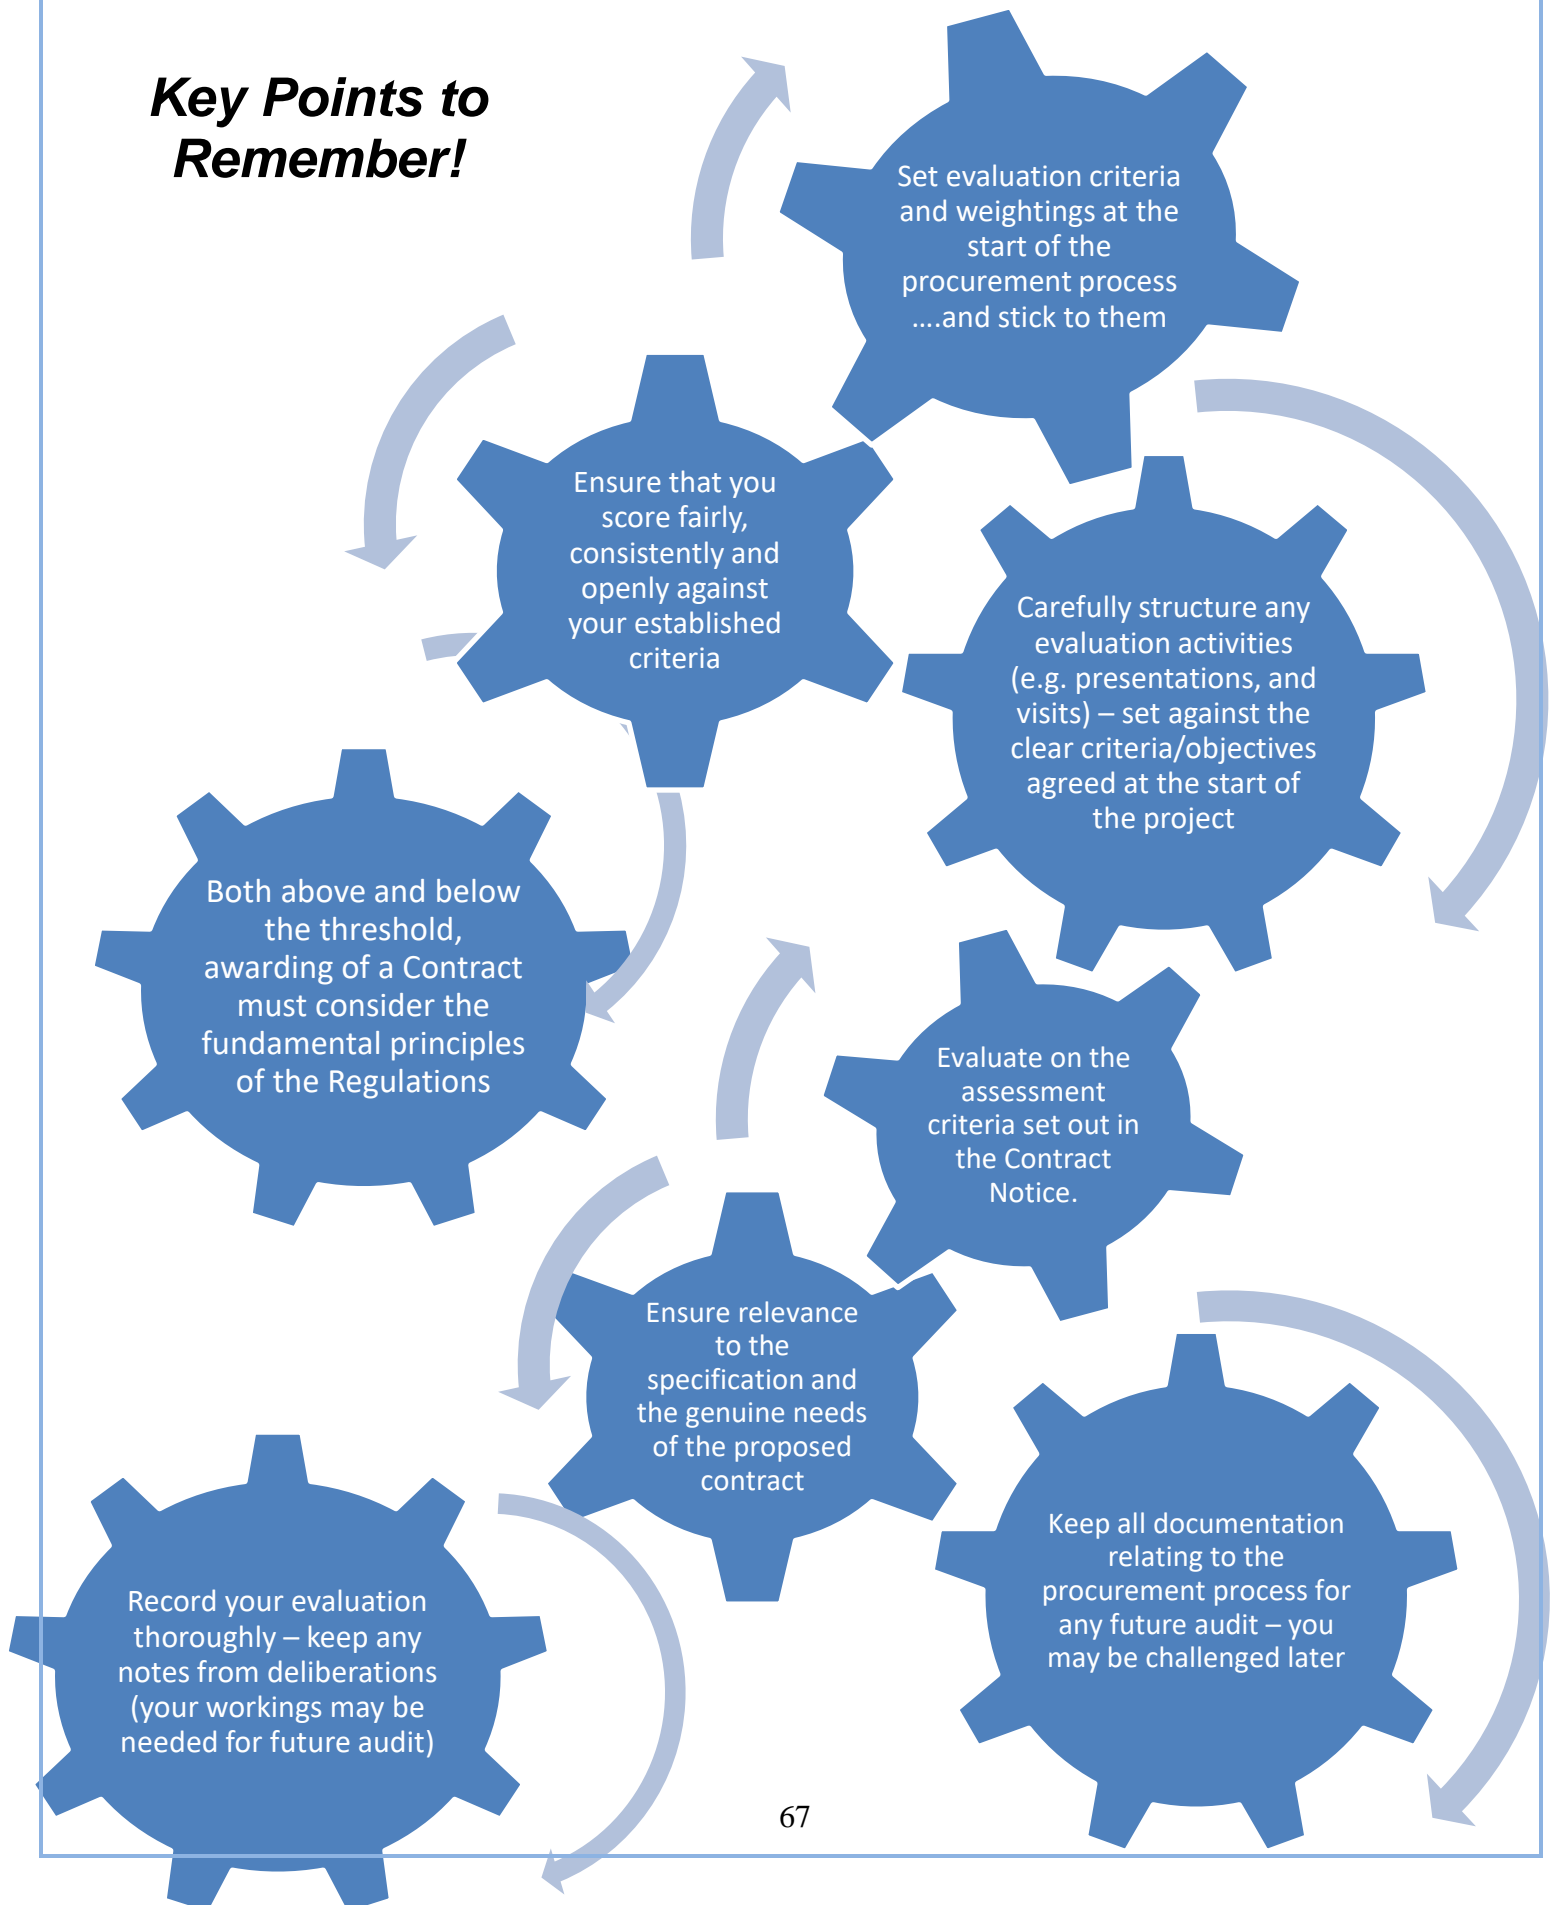 Key Points to
Remember!
Set evaluation criteria
and weightings at the
start of the
procurement process
….and stick to them
Ensure that you
score fairly,
consistently and
openly against
your established
criteria
Carefully structure any
evaluation activities
(e.g. presentations, and
visits) – set against the
clear criteria/objectives
agreed at the start of
the project
Both above and below
the threshold,
awarding of a Contract
must consider the
fundamental principles
of the Regulations
Evaluate on the
assessment
criteria set out in
the Contract
Notice.
Ensure relevance
to the
specification and
the genuine needs
of the proposed
contract
Keep all documentation
relating to the
procurement process for
any future audit – you
may be challenged later
Record your evaluation
thoroughly – keep any
notes from deliberations
(your workings may be
needed for future audit)
67